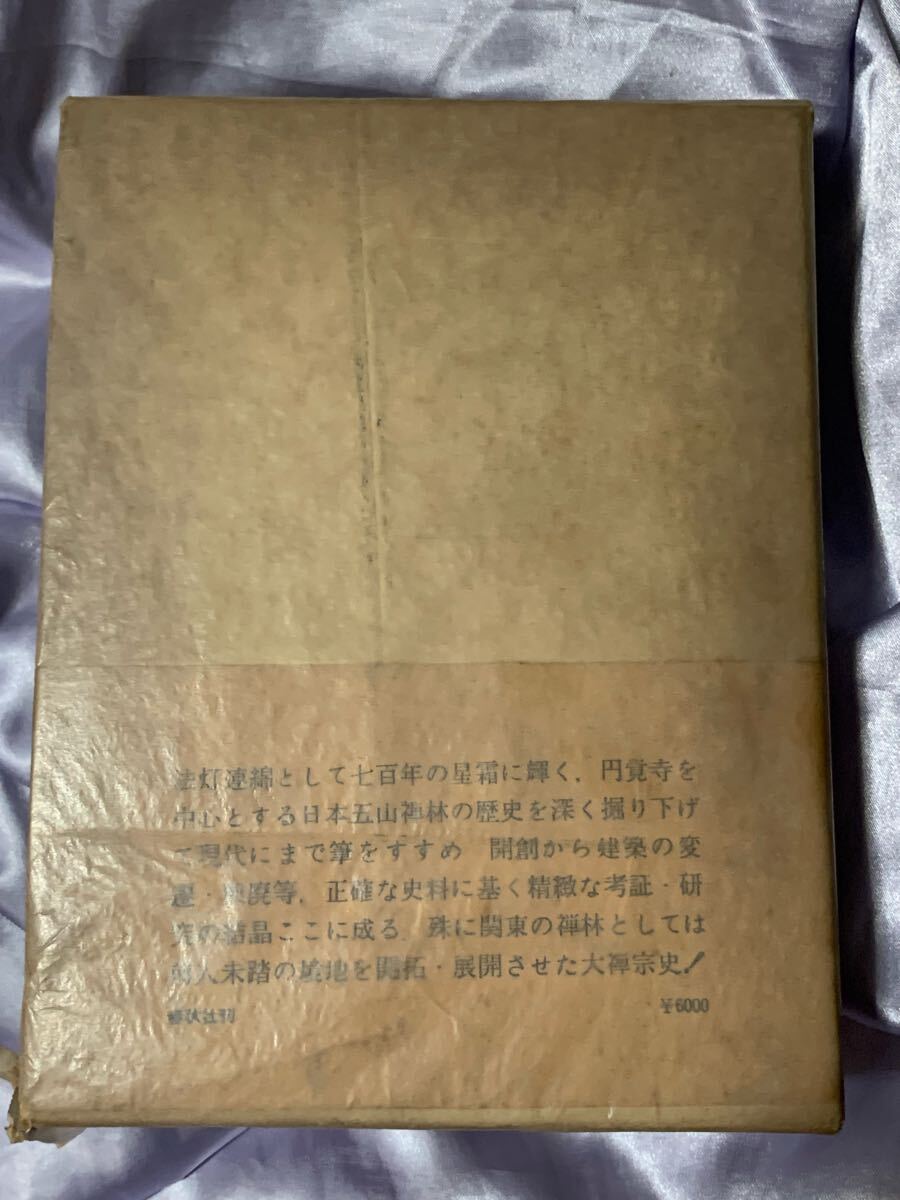 法灯連綿として七百年の星霜に輝く，円覚寺を
中心とする日本五山禅林の歴史を深く掘り下げ
て現代にまで筆をすすめ　開創から建築の変
遷・興廃等，正確な史料に基く精緻な考証・研
究の結晶ここに成る　殊に関東の禅林としては
前人未踏の境地を開拓・展開させた大禅宗史！
春秋社刊　￥6000